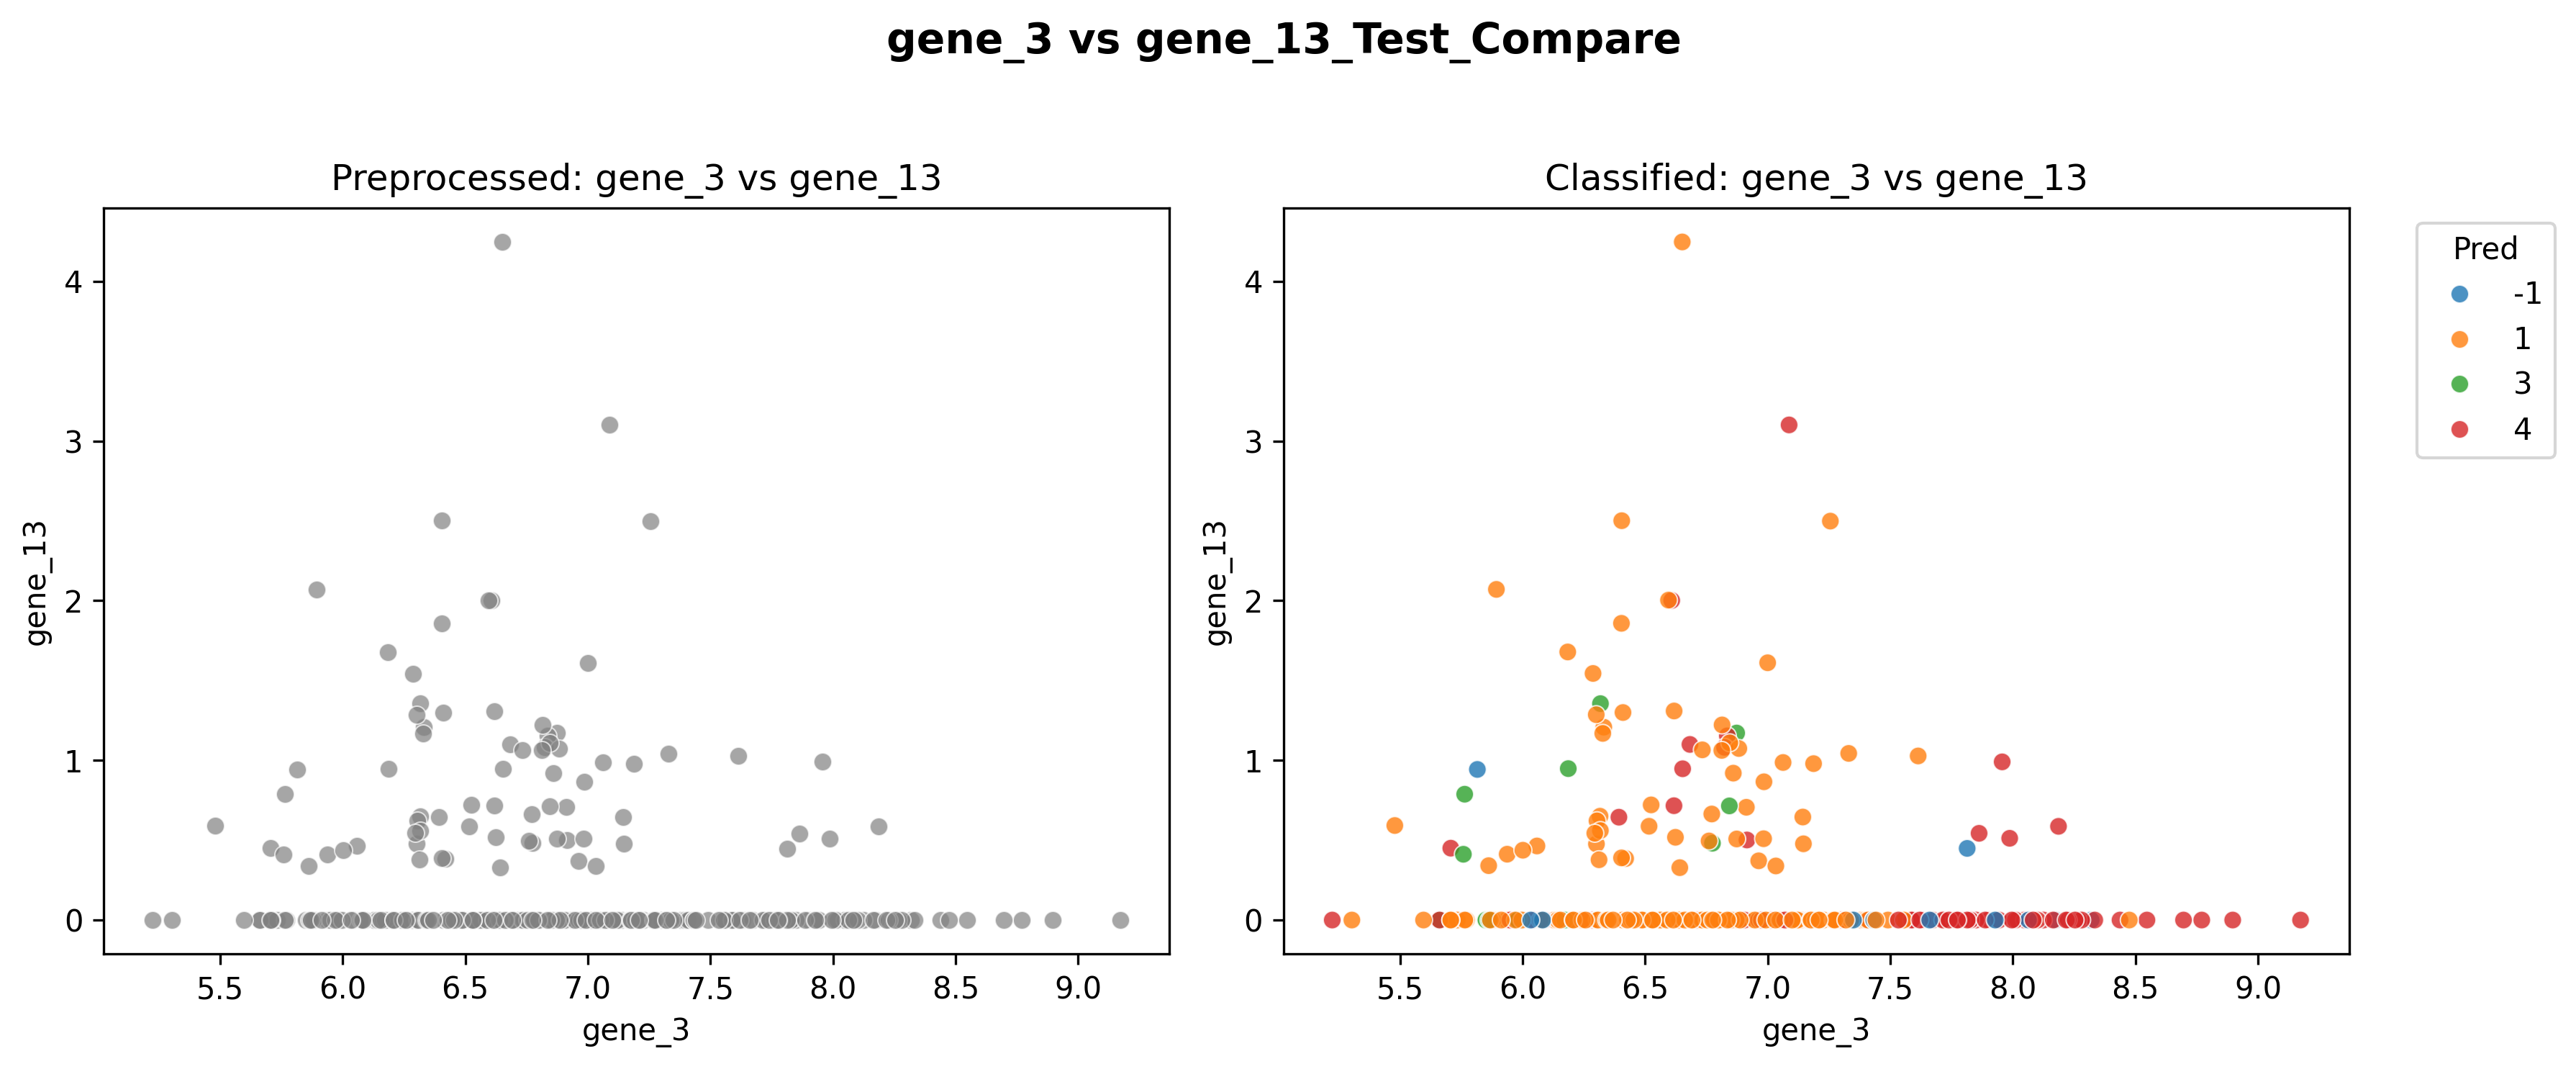 gene_3 vs gene_13_Test_Compare
Preprocessed: gene_3 vs gene_13
4
3
2
1
0
gene_13
5.5 6.0 6.5 7.0 7.5 8.0 8.5 9.0
gene_3
Classified: gene_3 vs gene_13
4
3
2
1
0
gene_13
5.5 6.0 6.5 7.0 7.5 8.0 8.5 9.0
gene_3
Pred
-1
1
3
4